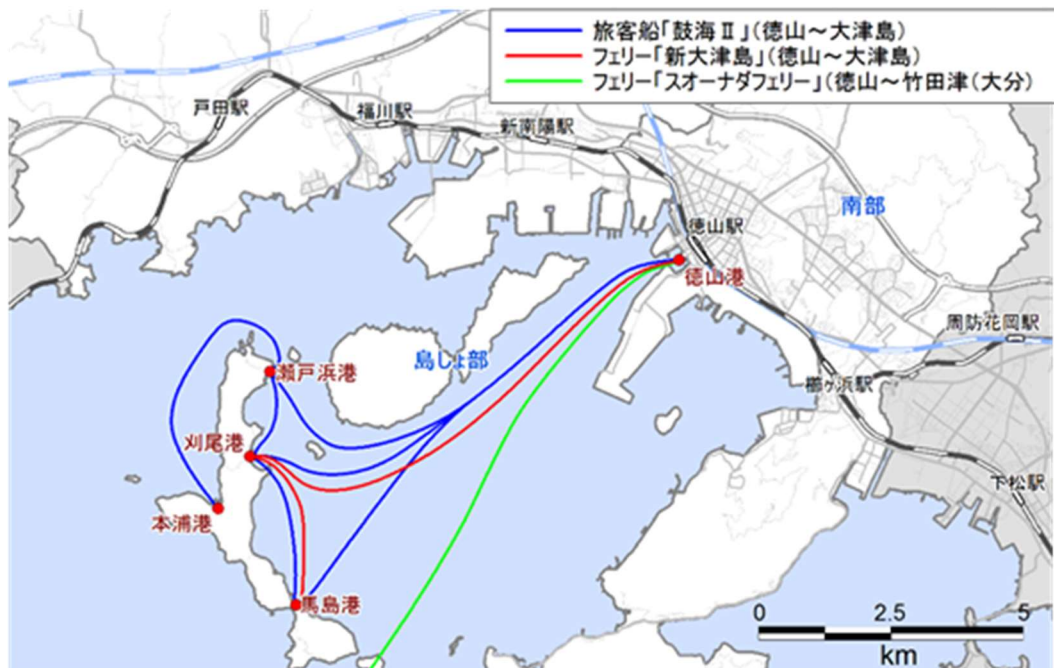 旅客船「鼓海Ⅱ」(徳山～大津島)
フェリー「新大津島」(徳山～大津島)
フェリー「スオーナダフェリー」(徳山～竹田津(大分)
戸田駅
福川駅
新南陽駅
南部
徳山駅
徳山港
周防花岡駅
島しょ部
瀬戸浜港
櫛ヶ浜駅
刈尾港
下松駅
本浦港
馬島港
0 2.5 5
km